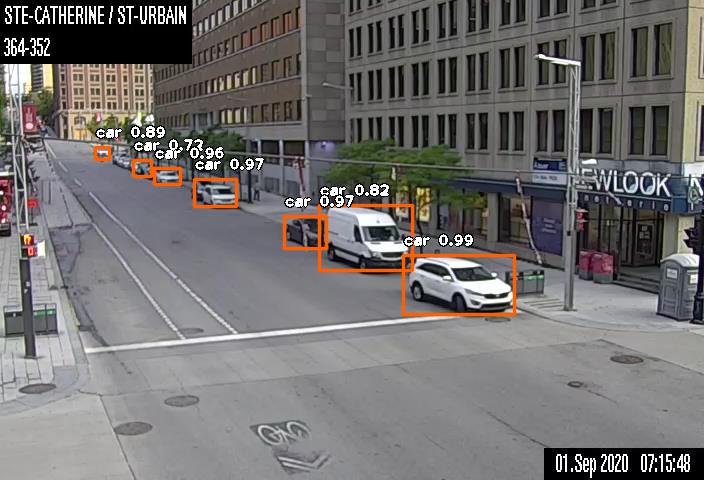 STE-CATHERINE / ST-URBAIN
364-352
car 0.89
car 0.73
car 0.96
car 0.97
car 0.82
car 0.97
car 0.99
EWLOOK
01.Sep 2020 07:15:48